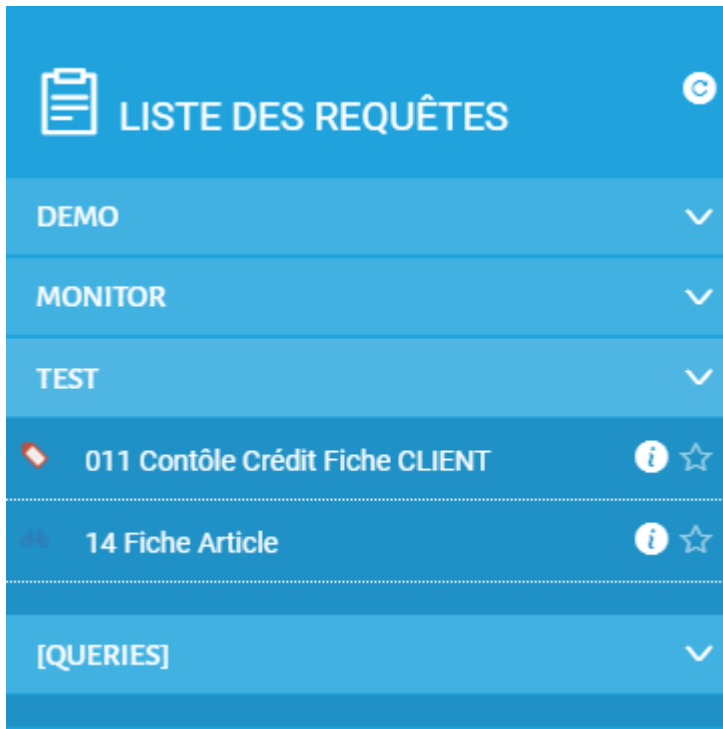 LISTE DES REQUÊTES
DEMO
MONITOR
TEST
011 Contôle Crédit Fiche CLIENT
14 Fiche Article
[QUERIES]